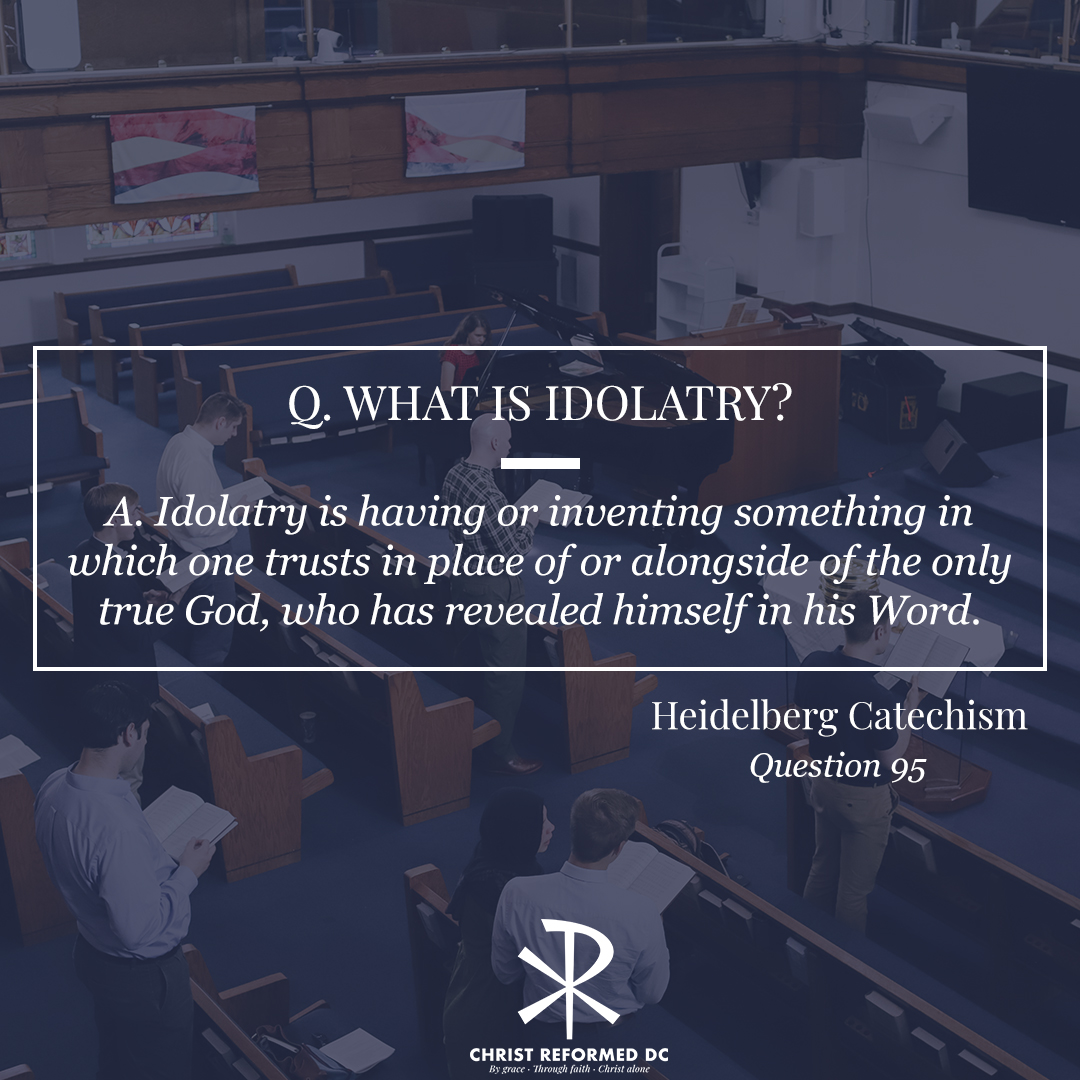 Q. WHAT IS IDOLATRY?
A. Idolatry is having or inventing something in
which one trusts in place of or alongside of the only
true God, who has revealed himself in his Word.
Heidelberg Catechism
Question 95
CHRIST REFORMED DC
By grace · Through faith · Christ alone